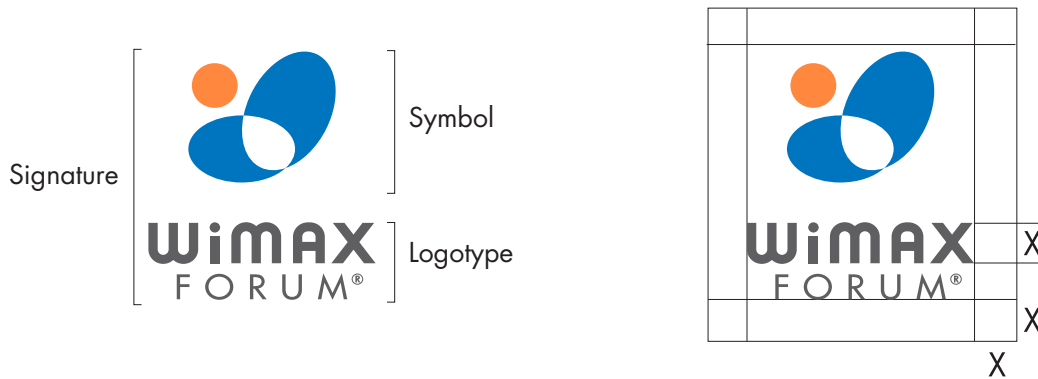 Symbol
Signature
WiMAX
FORUM®
Logotype
WiMAX
FORUM®
X
X
X